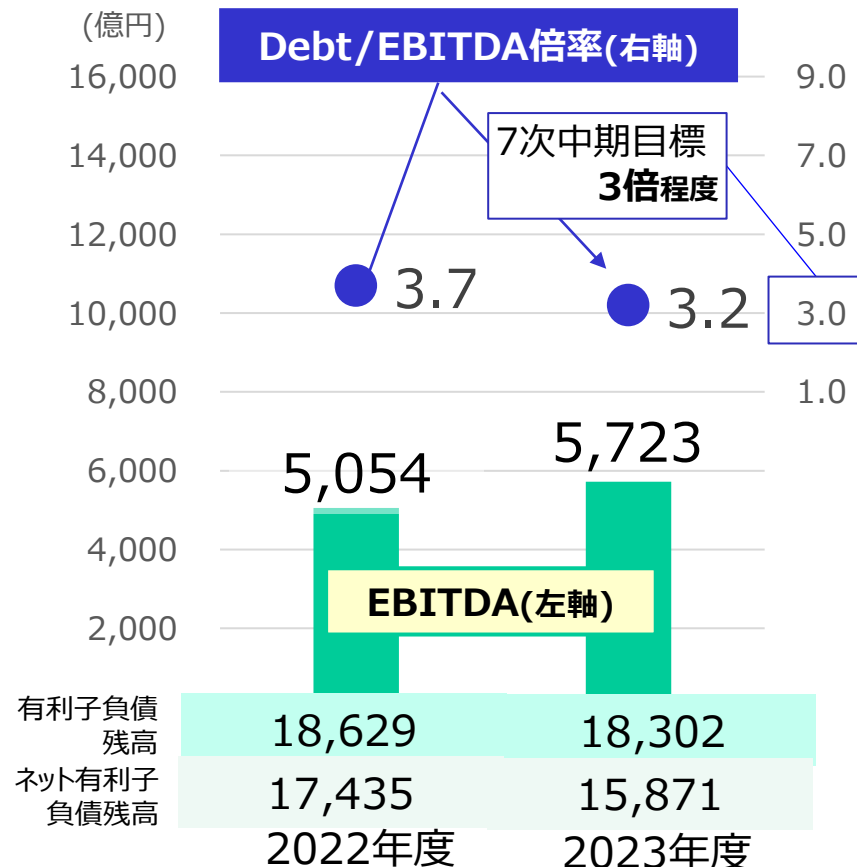 (億円)
Debt/EBITDA倍率(右軸)
16,000
9.0
14,000
7.0
7次中期目標
3倍程度
12,000
5.0
3.7
3.2
10,000
3.0
8,000
1.0
5,054
5,723
6,000
4,000
EBITDA(左軸)
2,000
有利子負債
残高
18,629
18,302
ネット有利子
負債残高
17,435
15,871
2022年度
2023年度